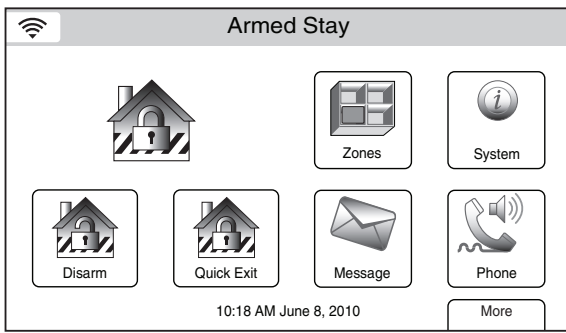 Armed Stay
Zones
System
Disarm
Quick Exit
Message
Phone
10:18 AM June 8, 2010
More